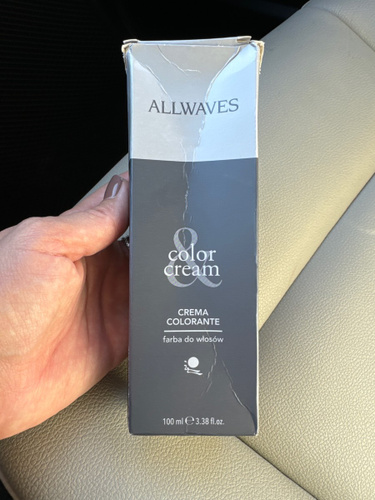 ALLWAVES
&
color
cream
CREMA
COLORANTE
farba do włosów
100 ml ℮ 3.38 fl.oz.